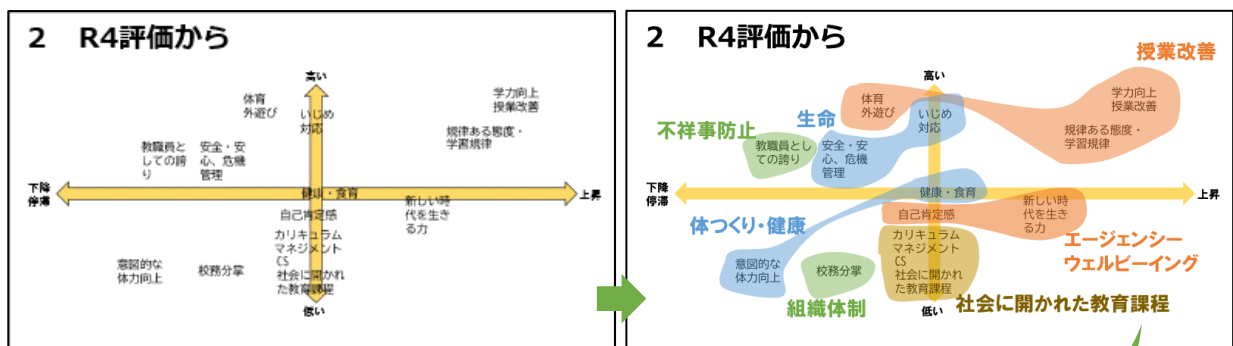 2 R4評価から
高い
体育
外遊び
いじめ
対応
学力向上
授業改善
規律ある態度・
学習規律
教職員と
しての誇
り
安全・安
心、危機
管理
下降
停滞
健康・食育
上昇
新しい時
代を生き
る力
自己肯定感
カリキュラム
マネジメント
CS
社会に開かれ
た教育課程
意図的な
体力向上
校務分掌
低い
2 R4評価から
授業改善
高い
体育
外遊び
いじめ
対応
学力向上
授業改善
規律ある態度・
学習規律
生命
不祥事防止
教職員とし
ての誇り
安全・安
心、危機
管理
下降
停滞
健康・食育
上昇
新しい時
代を生き
る力
自己肯定感
体つくり・健康
カリキュラム
マネジメント
CS
社会に開かれ
た教育課程
エージェンシー
ウェルビーイング
意図的な
体力向上
校務分掌
組織体制
低い
社会に開かれた教育課程